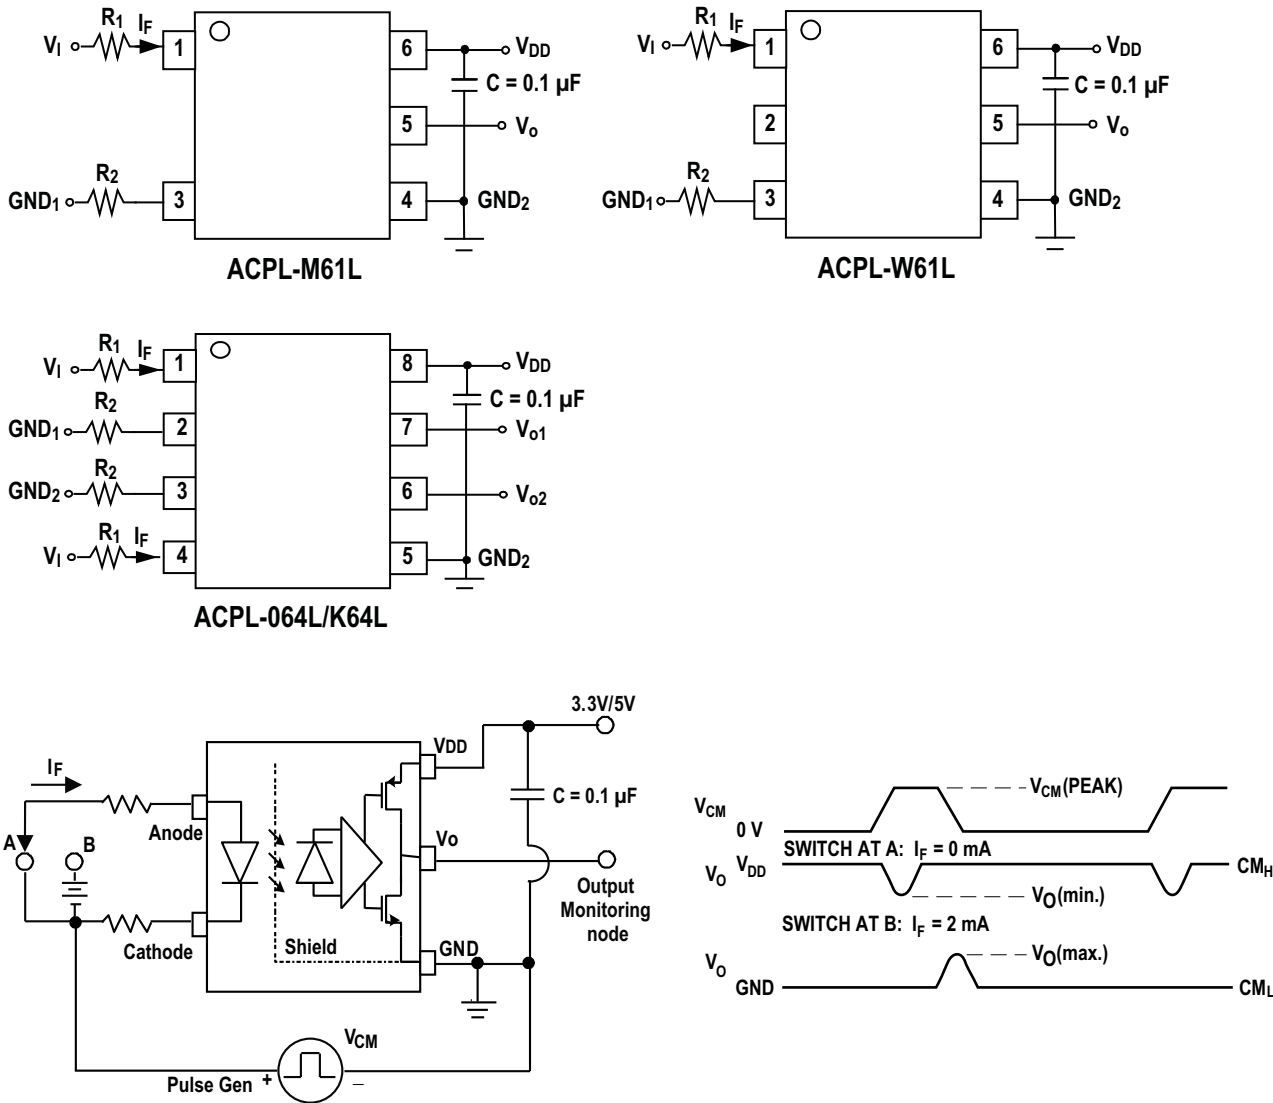 R1 IF
VI 1 6 VDD
C = 0.1 µF
5 Vo
R2
GND1 3 4 GND2
ACPL-M61L
R1 IF
VI 1 6 VDD
C = 0.1 µF
2 5 Vo
R2
GND1 3 4 GND2
ACPL-W61L
R1 IF
VI 1 8 VDD
R2 C = 0.1 µF
GND1 2 7 Vo1
R2
GND2 3 6 Vo2
R1 IF
VI 4 5 GND2
ACPL-064L/K64L
3.3V/5V
VDD
IF
C = 0.1 µF
Anode
A B
Vo
Output
Monitoring
node
Shield
GND
Cathode
VCM
Pulse Gen + _
VCM(PEAK)
VCM
0 V
SWITCH AT A: IF = 0 mA
VO VDD CMH
VO(min.)
SWITCH AT B: IF = 2 mA
VO(max.)
VO
GND CML